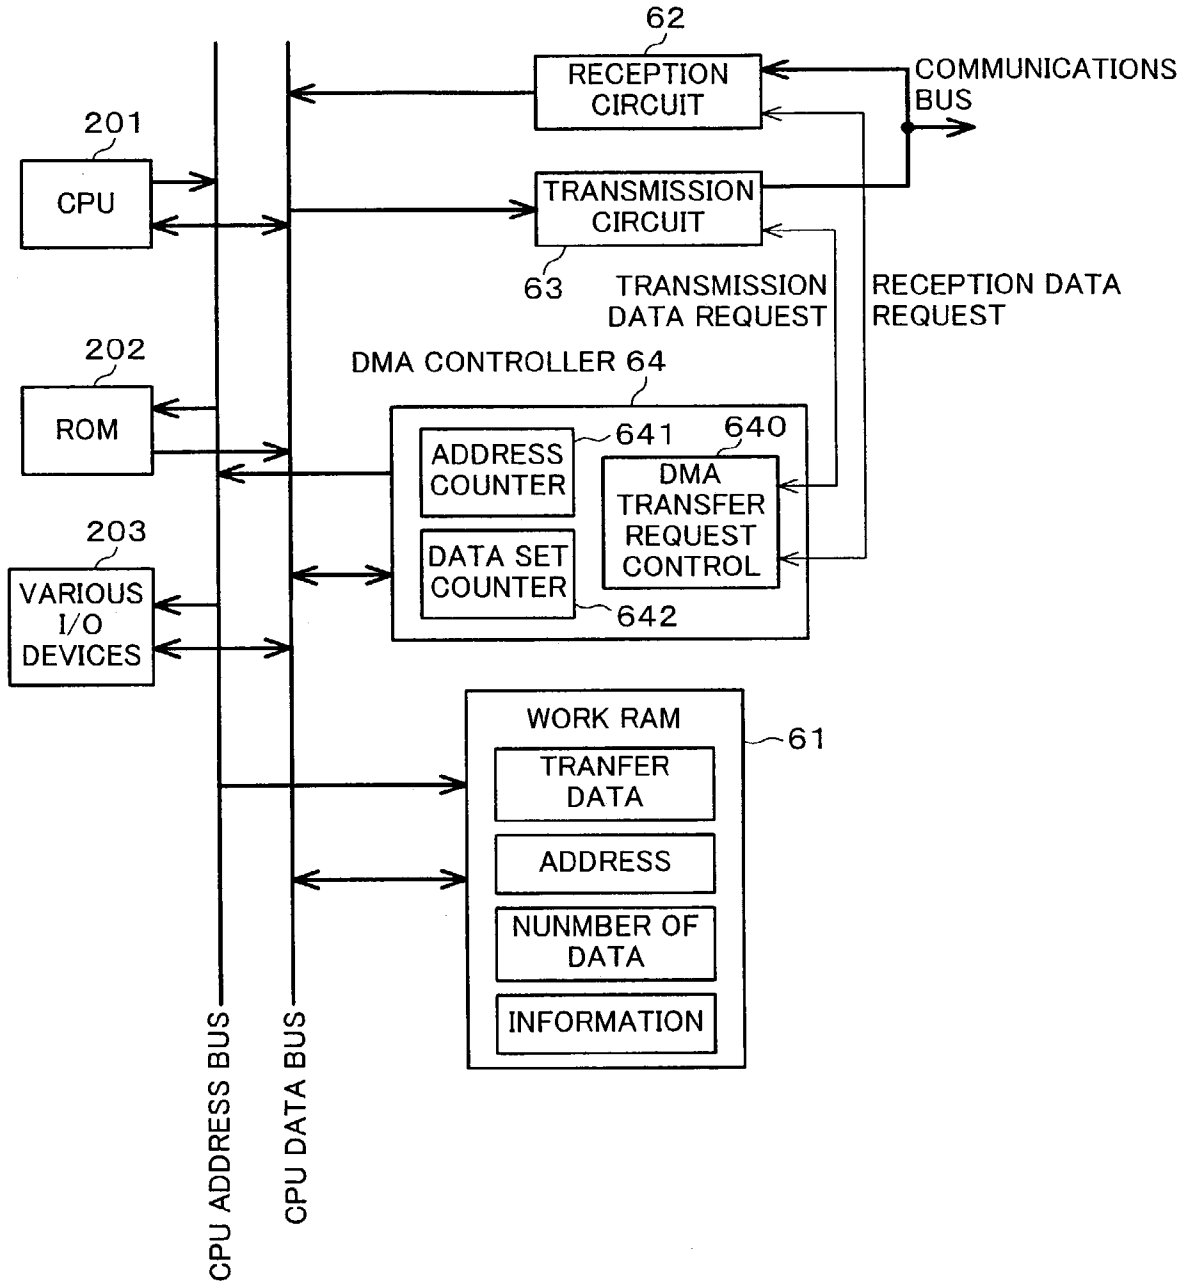 62
RECEPTION
CIRCUIT
COMMUNICATIONS
BUS
201
CPU
TRANSMISSION
CIRCUIT
63
TRANSMISSION
DATA REQUEST
RECEPTION DATA
REQUEST
202
ROM
DMA CONTROLLER 64
641
ADDRESS
COUNTER
640
DMA
TRANSFER
REQUEST
CONTROL
DATA SET
COUNTER
642
203
VARIOUS
I/O
DEVICES
WORK RAM
61
TRANFER
DATA
ADDRESS
NUNMBER OF
DATA
INFORMATION
CPU ADDRESS BUS
CPU DATA BUS